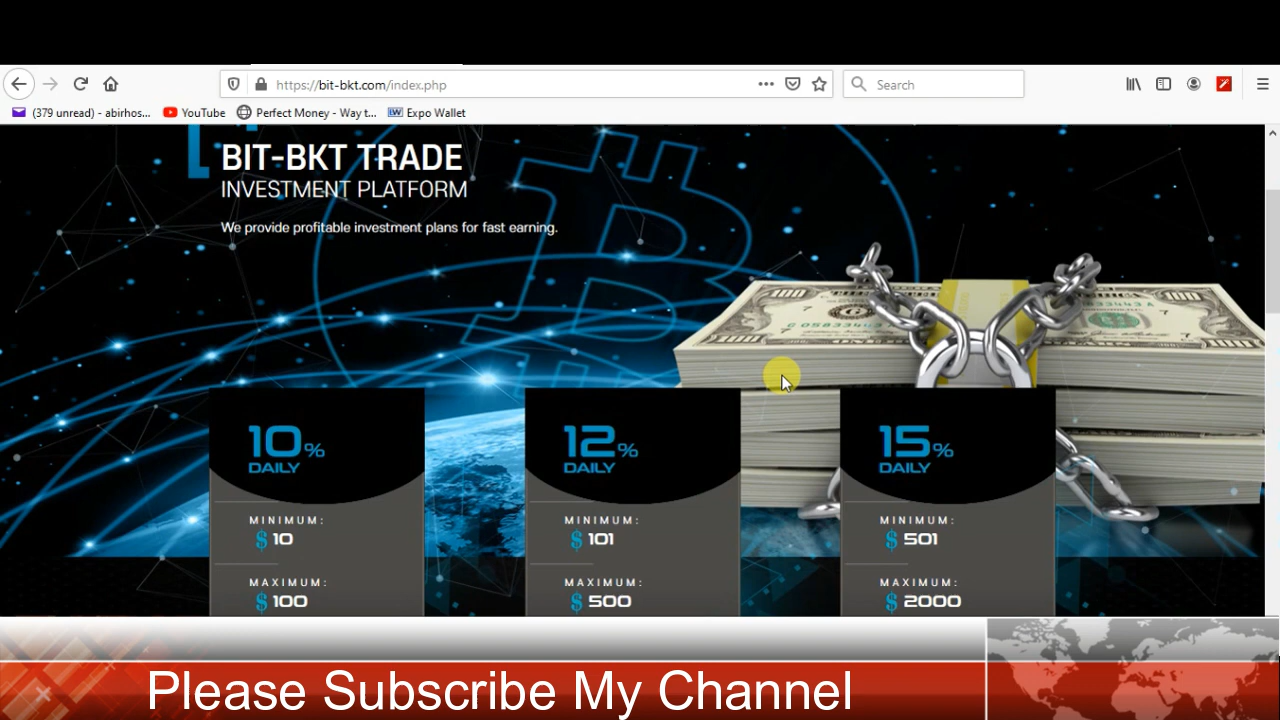 https://bit-bkt.com/index.php
Search
(379 unread) - abirhos...
YouTube
Perfect Money - Way t...
Expo Wallet
BIT-BKT TRADE
INVESTMENT PLATFORM
We provide profitable investment plans for fast earning.
10%
DAILY
MINIMUM:
$ 10
MAXIMUM:
$ 100
12%
DAILY
MINIMUM:
$ 101
MAXIMUM:
$ 500
15%
DAILY
MINIMUM:
$ 501
MAXIMUM:
$ 2000
Please Subscribe My Channel